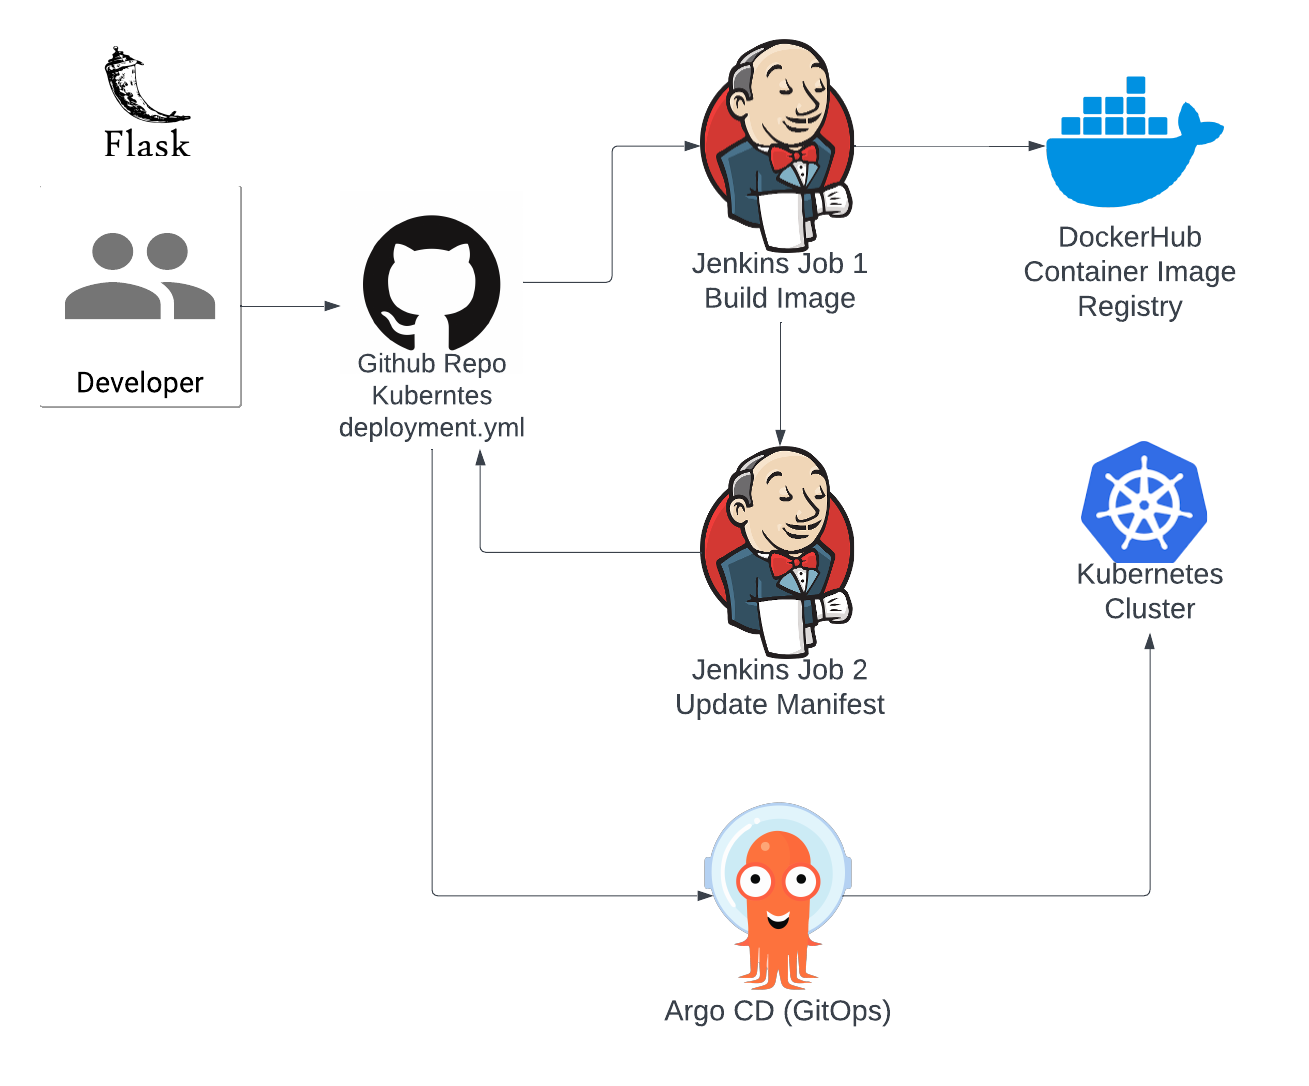 Flask
Developer
Github Repo
Kuberntes
deployment.yml
Jenkins Job 1
Build Image
DockerHub
Container Image
Registry
Jenkins Job 2
Update Manifest
Kubernetes
Cluster
Argo CD (GitOps)